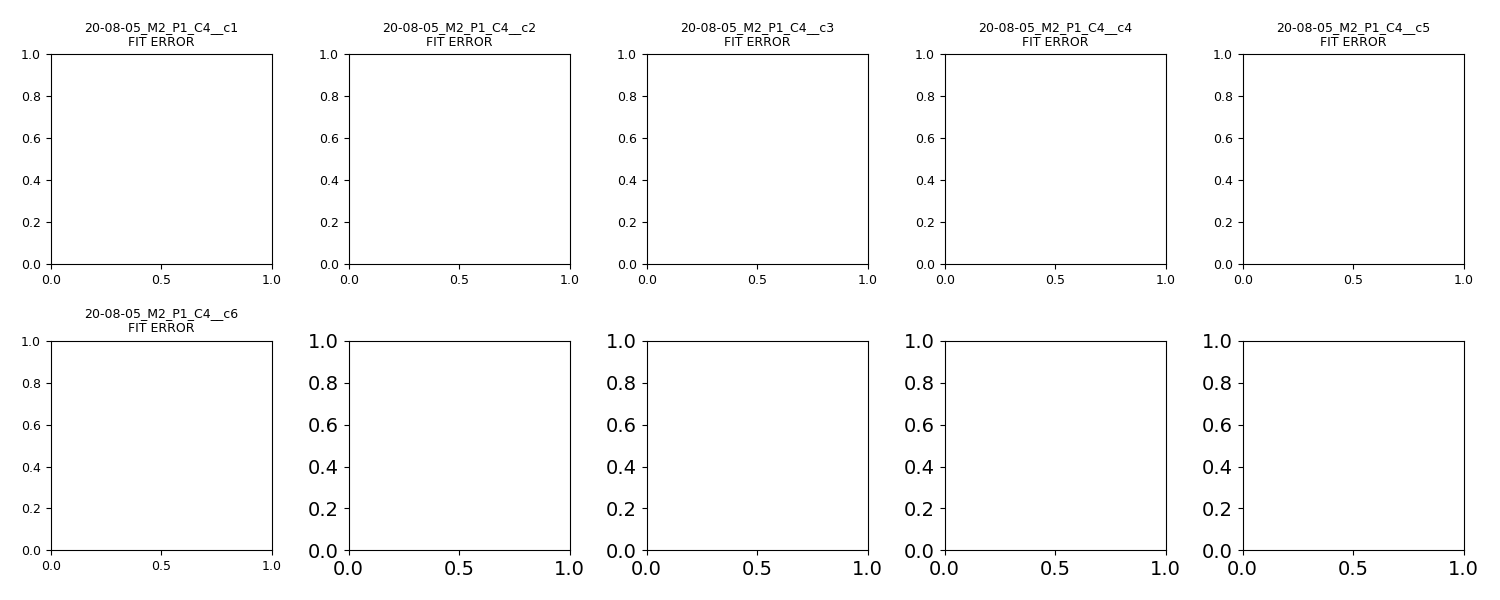 20-08-05_M2_P1_C4__c1
FIT ERROR
20-08-05_M2_P1_C4__c2
FIT ERROR
20-08-05_M2_P1_C4__c3
FIT ERROR
20-08-05_M2_P1_C4__c4
FIT ERROR
20-08-05_M2_P1_C4__c5
FIT ERROR
1.0 1.0 1.0 1.0 1.0
0.8 0.8 0.8 0.8 0.8
0.6 0.6 0.6 0.6 0.6
0.4 0.4 0.4 0.4 0.4
0.2 0.2 0.2 0.2 0.2
0.0 0.0 0.0 0.0 0.0
0.0 0.5 1.0 0.0 0.5 1.0 0.0 0.5 1.0 0.0 0.5 1.0 0.0 0.5 1.0
20-08-05_M2_P1_C4__c6
FIT ERROR
1.0 1.0 1.0 1.0 1.0
0.8 0.8 0.8 0.8 0.8
0.6 0.6 0.6 0.6 0.6
0.4 0.4 0.4 0.4 0.4
0.2 0.2 0.2 0.2 0.2
0.0 0.0 0.0 0.0 0.0
0.0 0.5 1.0 0.0 0.5 1.0 0.0 0.5 1.0 0.0 0.5 1.0 0.0 0.5 1.0